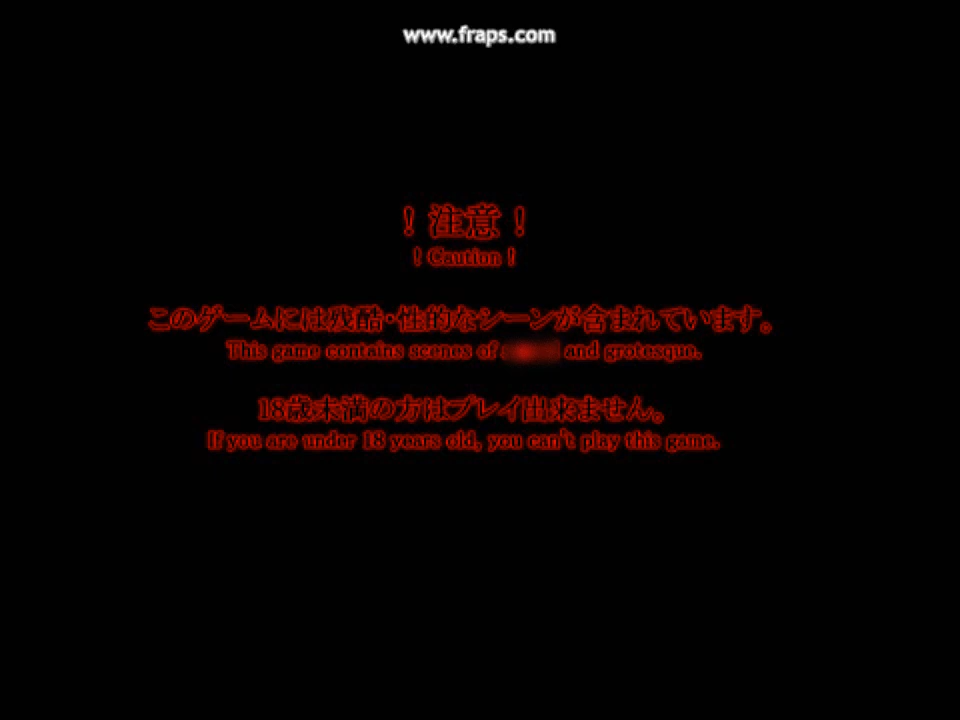 www.fraps.com
！注意！
! Caution !
このゲームには残酷・性的なシーンが含まれています。
This game contains scenes of and grotesque.
18歳未満の方はプレイ出来ません。
If you are under 18 years old, you can't play this game.